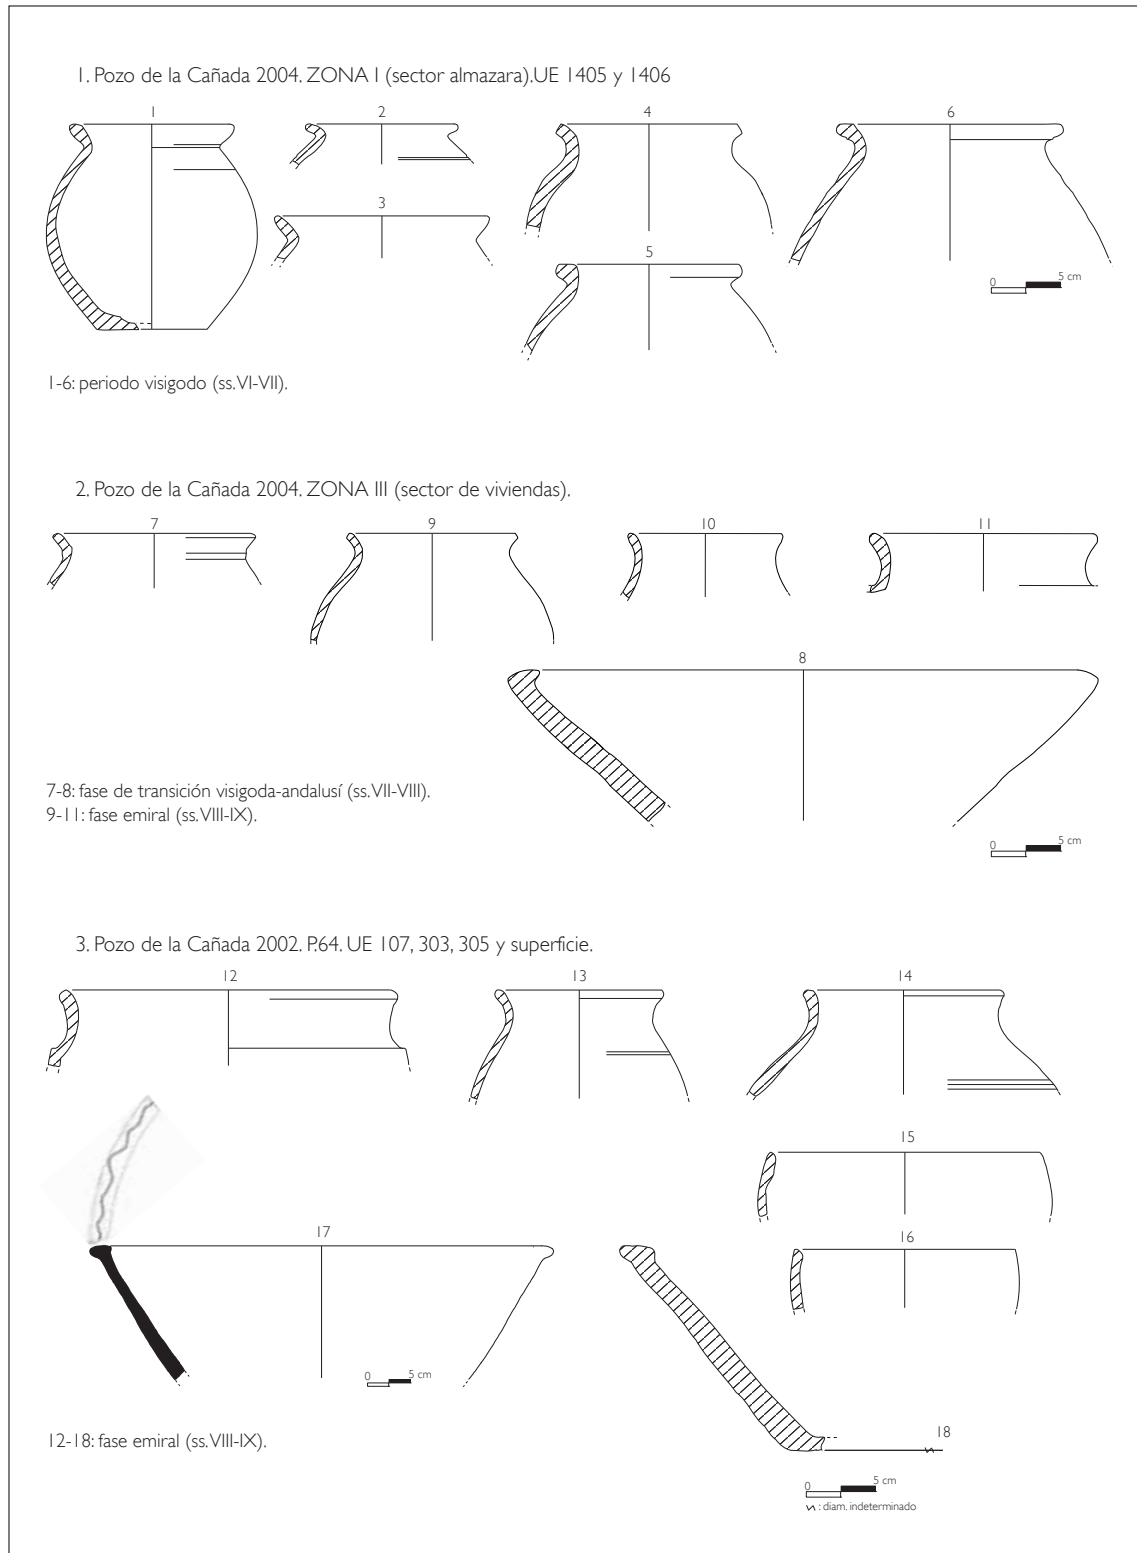 1. Pozo de la Cañada 2004. ZONA I (sector almazara).UE 1405 y 1406
1
2
4
6
3
5
0 5 cm
1-6: periodo visigodo (ss.VI-VII).
2. Pozo de la Cañada 2004. ZONA III (sector de viviendas).
7
9
10
11
8
7-8: fase de transición visigoda-andalusí (ss.VII-VIII).
9-11: fase emiral (ss.VIII-IX).
0 5 cm
3. Pozo de la Cañada 2002. P.64. UE 107, 303, 305 y superficie.
12
13
14
15
17
16
0 5 cm
12-18: fase emiral (ss.VIII-IX).
18
0 5 cm
: diam. indeterminado